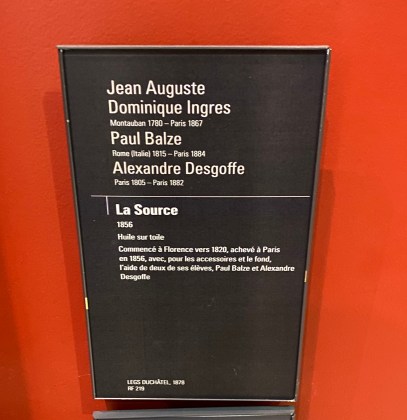 Jean Auguste
Dominique Ingres
Montauban 1780 – Paris 1867
Paul Balze
Rome (Italie) 1815 – Paris 1884
Alexandre Desgoffe
Paris 1805 – Paris 1882
La Source
1856
Huile sur toile
Commencé à Florence vers 1820, achevé à Paris
en 1856, avec, pour les accessoires et le fond,
l'aide de deux de ses élèves, Paul Balze et Alexandre
Desgoffe
LEGS DUCHÂTEL, 1878
RF 219